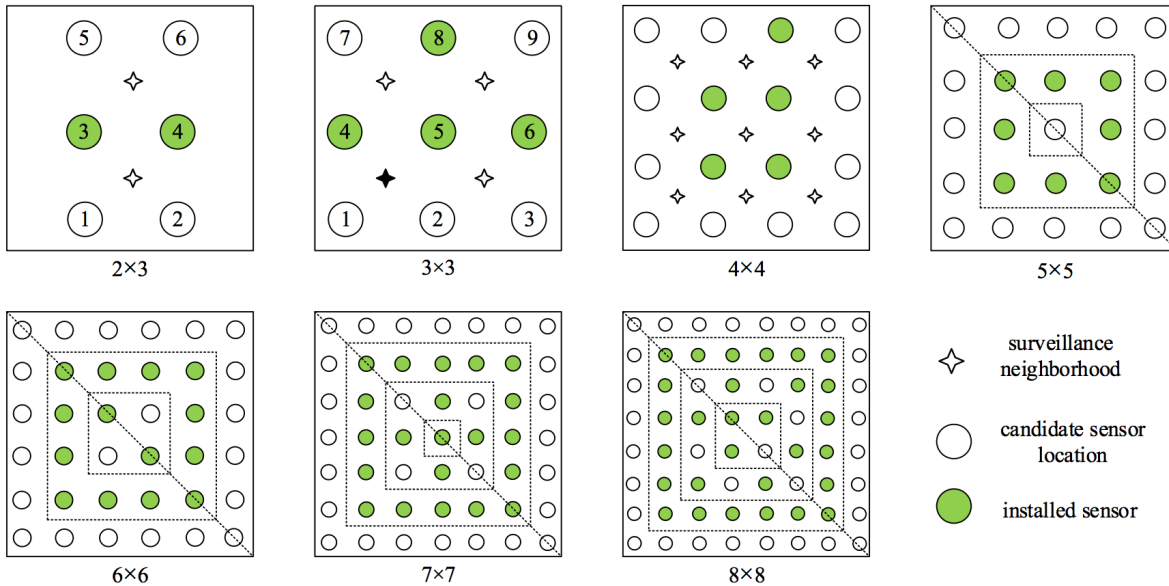 5 6
3 4
1 2
2×3
7 8 9
4 5 6
1 2 3
3×3
4×4
5×5
6×6
7×7
8×8
surveillance
neighborhood
candidate sensor
location
installed sensor